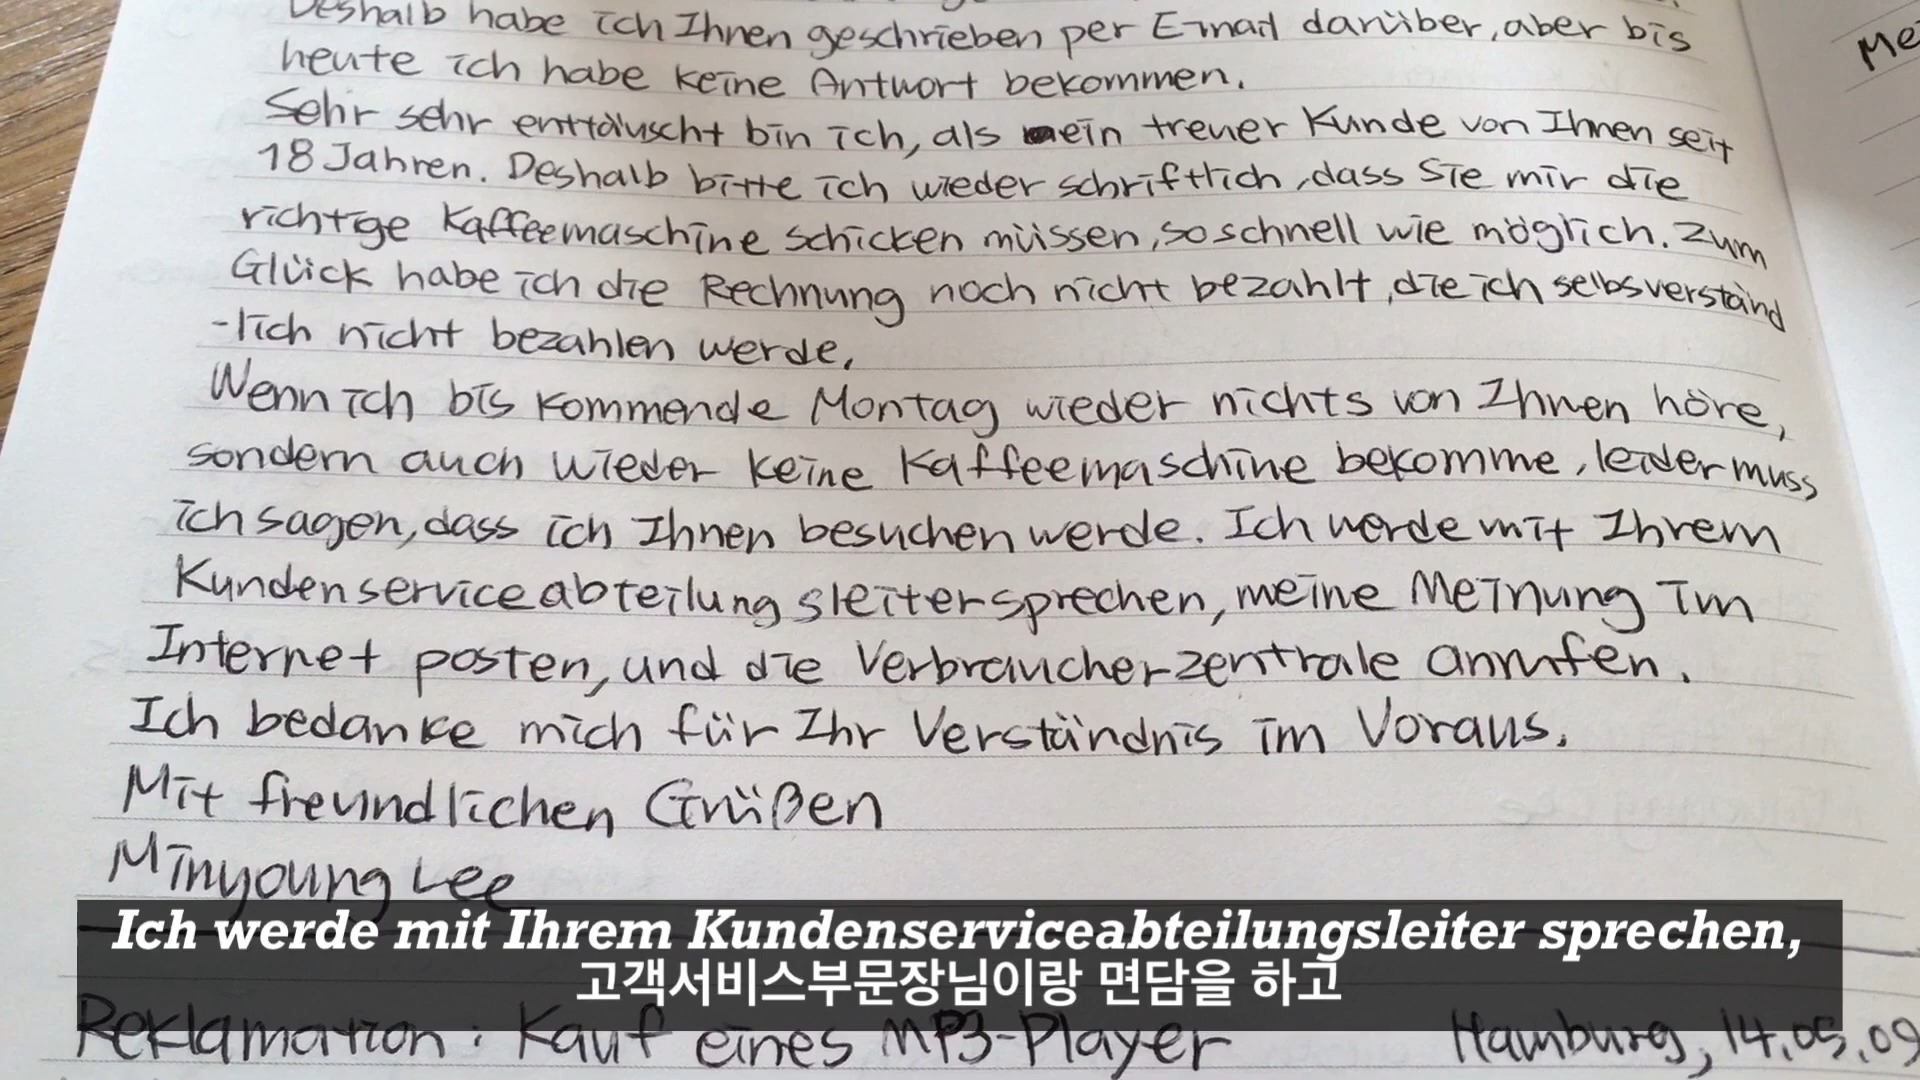 Deshalb habe ich Ihnen geschrieben per E-mail darüber, aber bis
heute ich habe keine Antwort bekommen.
Sehr sehr enttäuscht bin ich, als ein treuer Kunde von Ihnen seit
18 Jahren. Deshalb bitte ich wieder schriftlich, dass Sie mir die
richtige Kaffeemaschine schicken müssen, so schnell wie möglich. Zum
Glück habe ich die Rechnung noch nicht bezahlt, die ich selbsverständ
-lich nicht bezahlen werde.
Wenn ich bis kommende Montag wieder nichts von Ihnen höre,
sondern auch wieder keine Kaffeemaschine bekomme, leider muss
ich sagen, dass ich Ihnen besuchen werde. Ich werde mit Ihrem
Kundenserviceabteilungsleiter sprechen, meine Meinung im
Internet posten, und die Verbraucherzentrale anrufen.
Ich bedanke mich für Ihr Verständnis im Voraus.
Mit freundlichen Grüßen
Minyoung Lee
Ich werde mit Ihrem Kundenserviceabteilungsleiter sprechen,
고객서비스부문장님이랑 면담을 하고
Reklamation: Kauf eines MP3-Player Hamburg, 14.05.09
Me